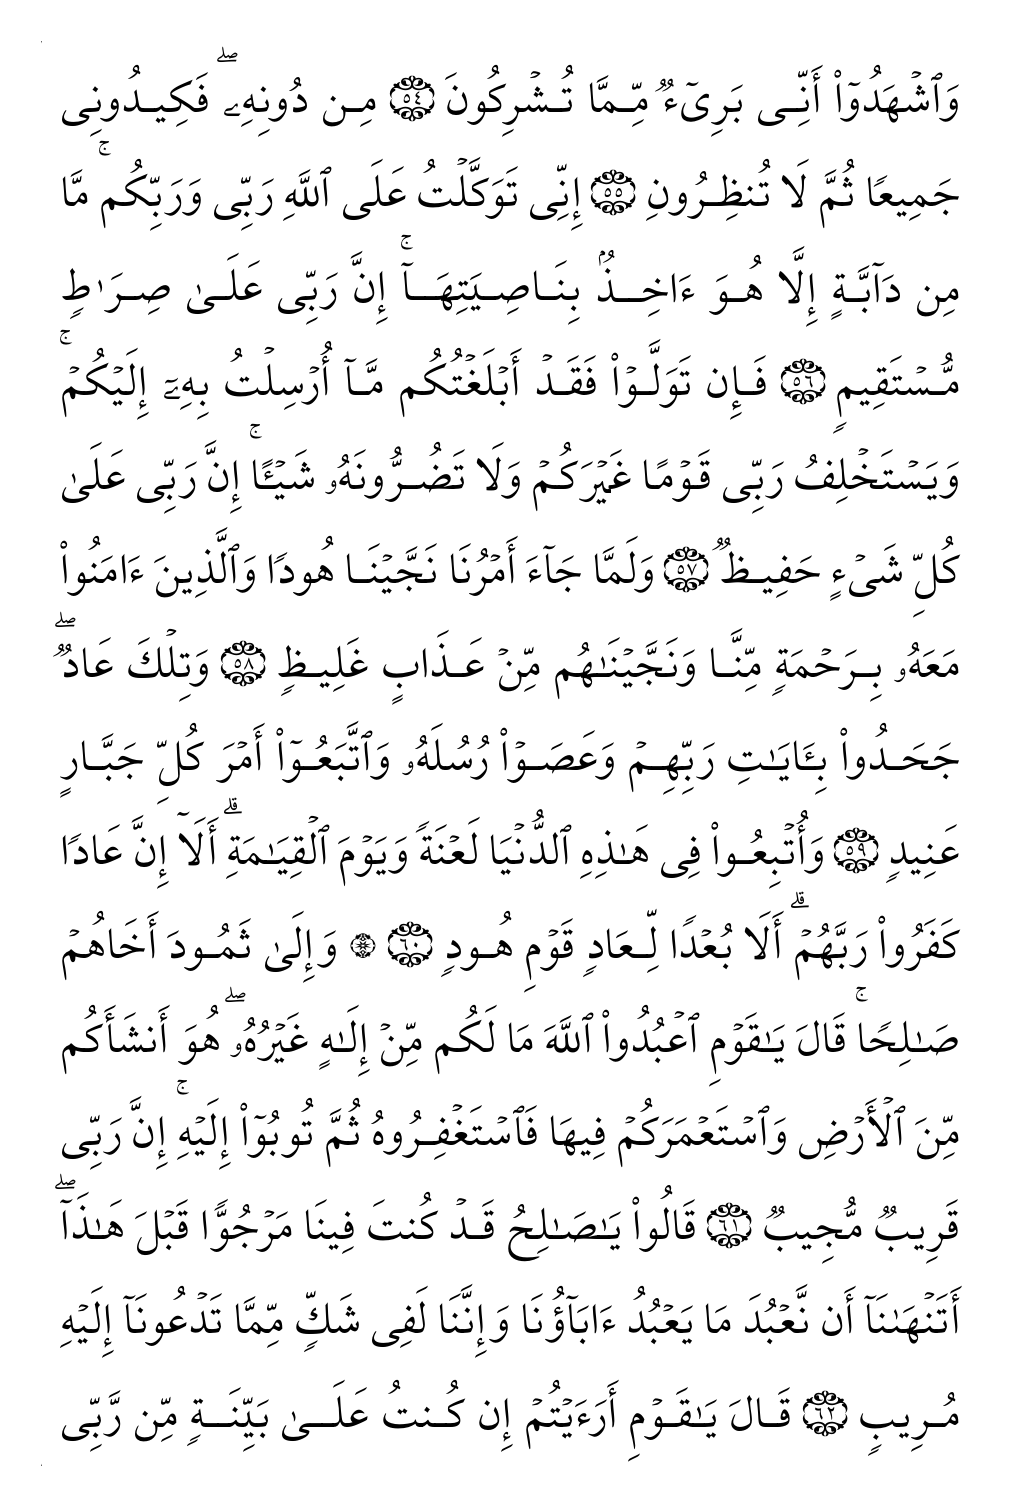 وَٱشۡهَدُوٓاْ أَنِّي بَرِيٓءٞ مِّمَّا تُشۡرِكُونَ ٥٤ مِن دُونِهِۦۖ فَكِيدُونِي
جَمِيعٗا ثُمَّ لَا تُنظِرُونِ ٥٥ إِنِّي تَوَكَّلۡتُ عَلَى ٱللَّهِ رَبِّي وَرَبِّكُمۚ مَّا
مِن دَآبَّةٍ إِلَّا هُوَ ءَاخِذُۢ بِنَاصِيَتِهَآۚ إِنَّ رَبِّي عَلَىٰ صِرَٰطٖ
مُّسۡتَقِيمٖ ٥٦ فَإِن تَوَلَّوۡاْ فَقَدۡ أَبۡلَغۡتُكُم مَّآ أُرۡسِلۡتُ بِهِۦٓ إِلَيۡكُمۡۚ
وَيَسۡتَخۡلِفُ رَبِّي قَوۡمًا غَيۡرَكُمۡ وَلَا تَضُرُّونَهُۥ شَيۡـًٔاۚ إِنَّ رَبِّي عَلَىٰ
كُلِّ شَيۡءٍ حَفِيظٞ ٥٧ وَلَمَّا جَآءَ أَمۡرُنَا نَجَّيۡنَا هُودٗا وَٱلَّذِينَ ءَامَنُواْ
مَعَهُۥ بِرَحۡمَةٖ مِّنَّا وَنَجَّيۡنَٰهُم مِّنۡ عَذَابٍ غَلِيظٖ ٥٨ وَتِلۡكَ عَادٞۖ
جَحَدُواْ بِـَٔايَٰتِ رَبِّهِمۡ وَعَصَوۡاْ رُسُلَهُۥ وَٱتَّبَعُوٓاْ أَمۡرَ كُلِّ جَبَّارٍ
عَنِيدٖ ٥٩ وَأُتۡبِعُواْ فِي هَٰذِهِ ٱلدُّنۡيَا لَعۡنَةٗ وَيَوۡمَ ٱلۡقِيَٰمَةِۗ أَلَآ إِنَّ عَادٗا
كَفَرُواْ رَبَّهُمۡۗ أَلَا بُعۡدٗا لِّعَادٖ قَوۡمِ هُودٖ ٦٠ ۞ وَإِلَىٰ ثَمُودَ أَخَاهُمۡ
صَٰلِحٗاۚ قَالَ يَٰقَوۡمِ ٱعۡبُدُواْ ٱللَّهَ مَا لَكُم مِّنۡ إِلَٰهٍ غَيۡرُهُۥۖ هُوَ أَنشَأَكُم
مِّنَ ٱلۡأَرۡضِ وَٱسۡتَعۡمَرَكُمۡ فِيهَا فَٱسۡتَغۡفِرُوهُ ثُمَّ تُوبُوٓاْ إِلَيۡهِۚ إِنَّ رَبِّي
قَرِيبٞ مُّجِيبٞ ٦١ قَالُواْ يَٰصَٰلِحُ قَدۡ كُنتَ فِينَا مَرۡجُوّٗا قَبۡلَ هَٰذَآۖ
أَتَنۡهَىٰنَآ أَن نَّعۡبُدَ مَا يَعۡبُدُ ءَابَآؤُنَا وَإِنَّنَا لَفِي شَكّٖ مِّمَّا تَدۡعُونَآ إِلَيۡهِ
مُرِيبٖ ٦٢ قَالَ يَٰقَوۡمِ أَرَءَيۡتُمۡ إِن كُنتُ عَلَىٰ بَيِّنَةٖ مِّن رَّبِّي